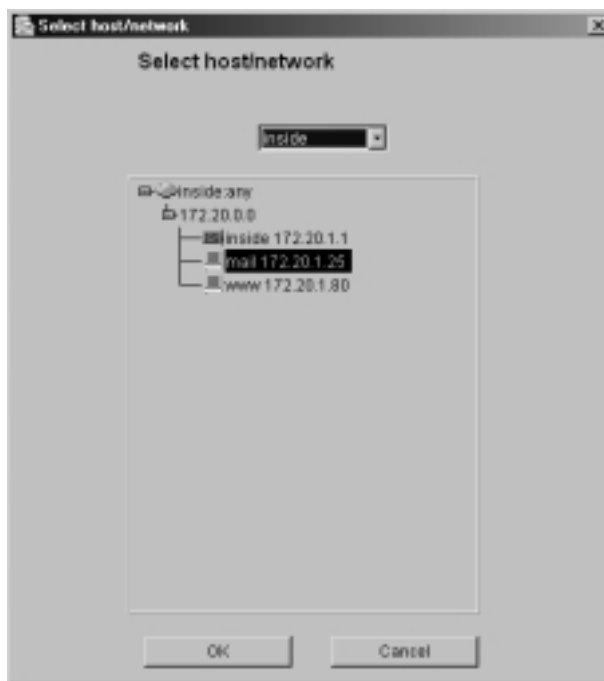 Select host/network
Select host/network
inside
inside:any
172.20.0.0
inside 172.20.1.1
mail 172.20.1.25
www 172.20.1.80
OK
Cancel